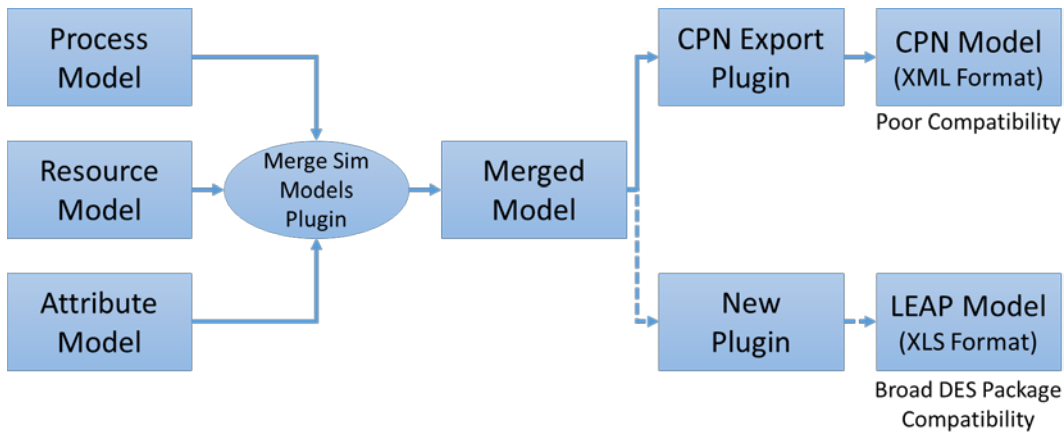 Process
Model
Resource
Model
Attribute
Model
Merge Sim
Models
Plugin
Merged
Model
CPN Export
Plugin
CPN Model
(XML Format)
Poor Compatibility
New
Plugin
LEAP Model
(XLS Format)
Broad DES Package
Compatibility